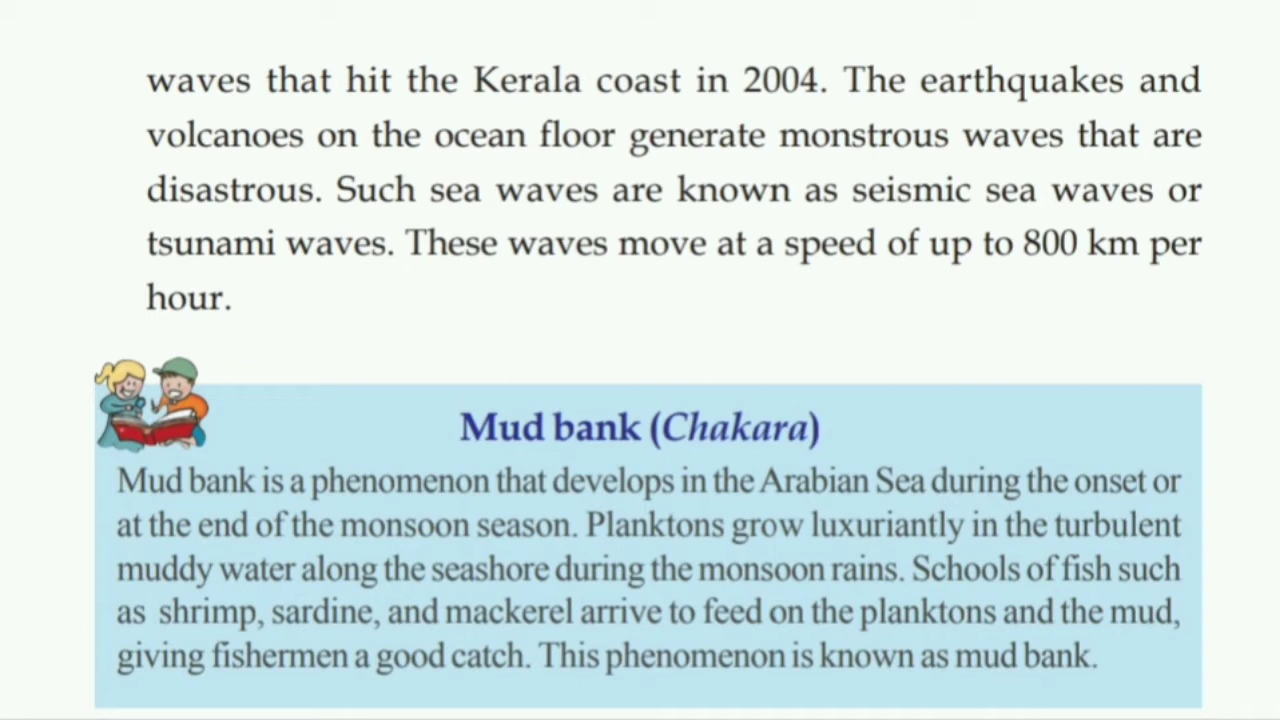 waves that hit the Kerala coast in 2004. The earthquakes and
volcanoes on the ocean floor generate monstrous waves that are
disastrous. Such sea waves are known as seismic sea waves or
tsunami waves. These waves move at a speed of up to 800 km per
hour.
Mud bank (Chakara)
Mud bank is a phenomenon that develops in the Arabian Sea during the onset or
at the end of the monsoon season. Planktons grow luxuriantly in the turbulent
muddy water along the seashore during the monsoon rains. Schools of fish such
as shrimp, sardine, and mackerel arrive to feed on the planktons and the mud,
giving fishermen a good catch. This phenomenon is known as mud bank.